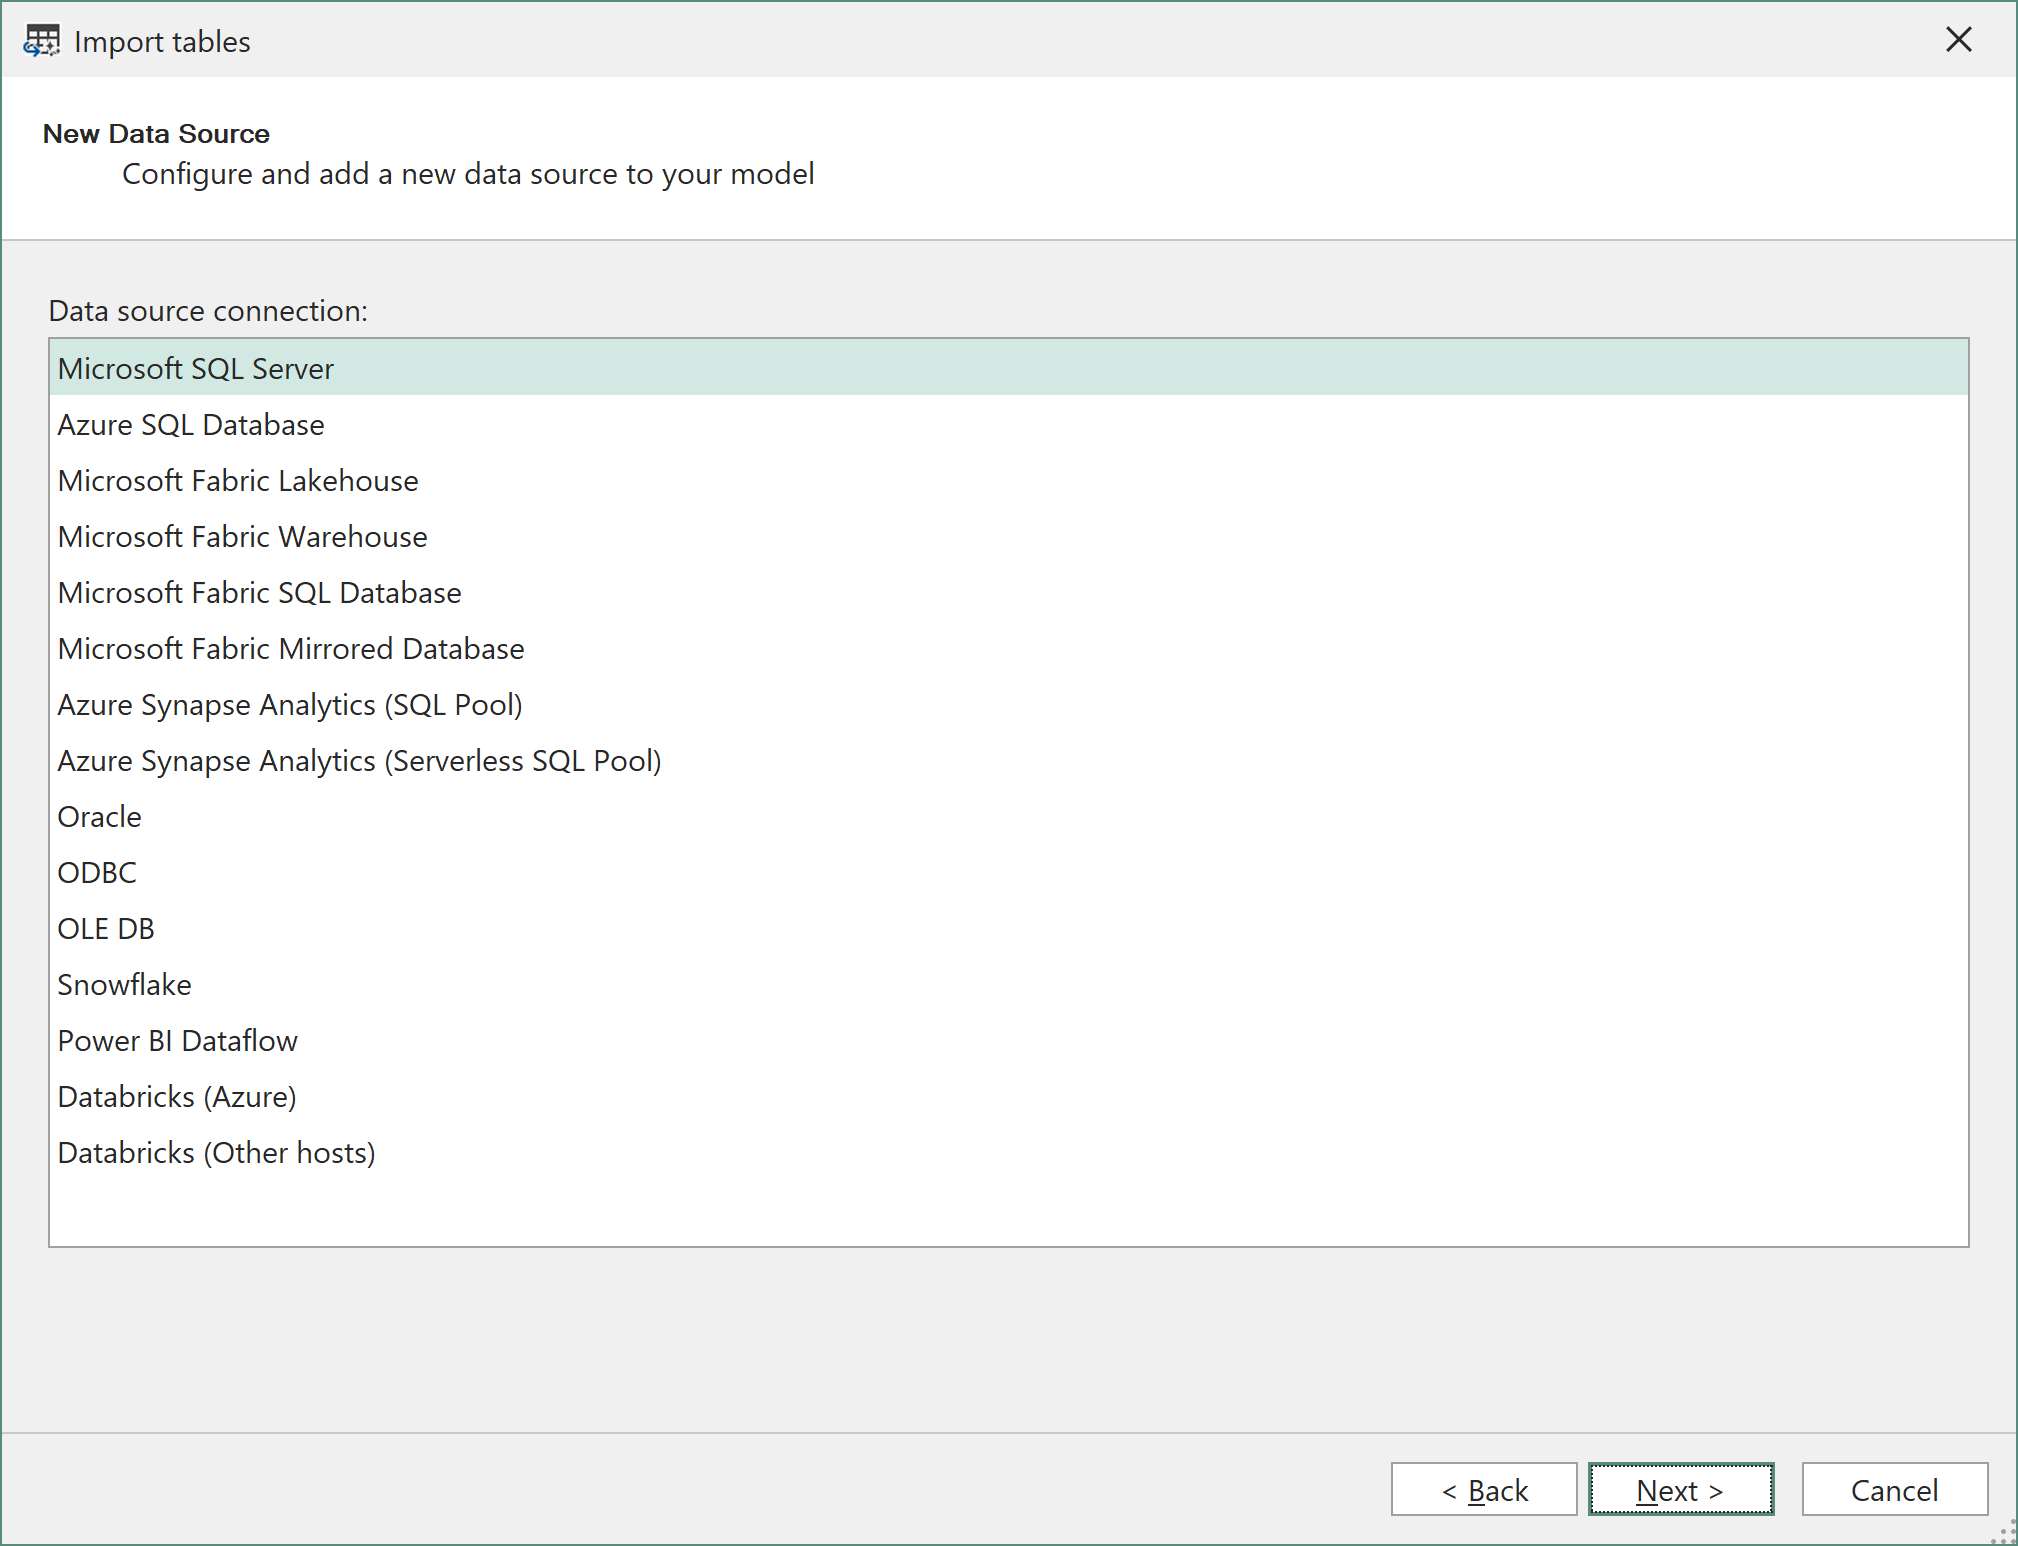 Import tables
New Data Source
Configure and add a new data source to your model
Data source connection:
Microsoft SQL Server
Azure SQL Database
Microsoft Fabric Lakehouse
Microsoft Fabric Warehouse
Microsoft Fabric SQL Database
Microsoft Fabric Mirrored Database
Azure Synapse Analytics (SQL Pool)
Azure Synapse Analytics (Serverless SQL Pool)
Oracle
ODBC
OLE DB
Snowflake
Power BI Dataflow
Databricks (Azure)
Databricks (Other hosts)
< Back Next > Cancel